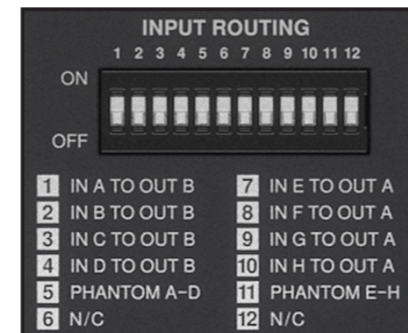 INPUT ROUTING
1 2 3 4 5 6 7 8 9 10 11 12
ON
OFF
1 IN A TO OUT B
2 IN B TO OUT B
3 IN C TO OUT B
4 IN D TO OUT B
5 PHANTOM A-D
6 N/C
7 IN E TO OUT A
8 IN F TO OUT A
9 IN G TO OUT A
10 IN H TO OUT A
11 PHANTOM E-H
12 N/C